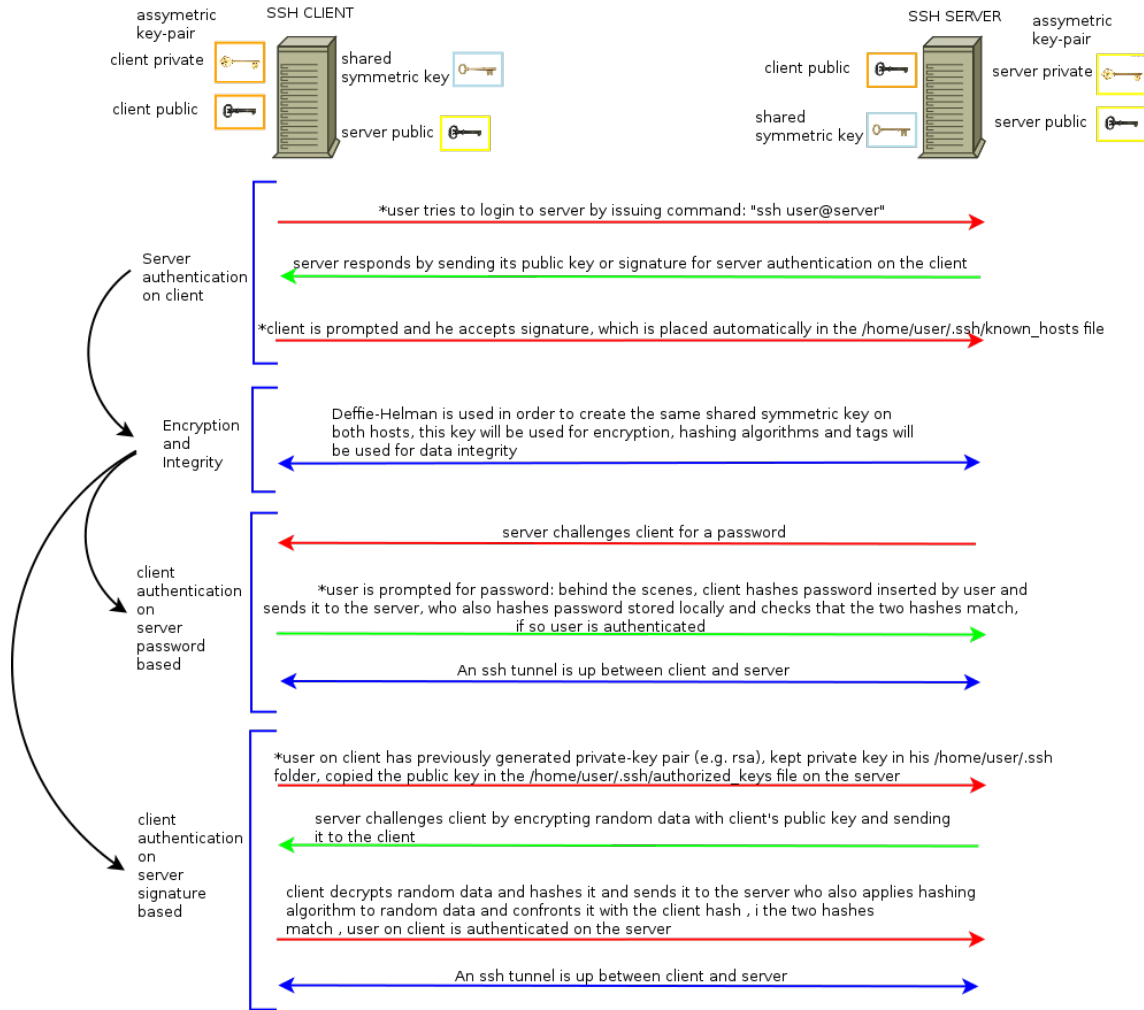 assymetric
key-pair
SSH CLIENT
client private
shared
symmetric key
client public
server public
SSH SERVER
assymetric
key-pair
client public
server private
shared
symmetric key
server public
Server
authentication
on client
*user tries to login to server by issuing command: "ssh user@server"
server responds by sending its public key or signature for server authentication on the client
*client is prompted and he accepts signature, which is placed automatically in the /home/user/.ssh/known_hosts file
Encryption
and
Integrity
Deffie-Helman is used in order to create the same shared symmetric key on
both hosts, this key will be used for encryption, hashing algorithms and tags will
be used for data integrity
client
authentication
on
server
password
based
server challenges client for a password
*user is prompted for password: behind the scenes, client hashes password inserted by user and
sends it to the server, who also hashes password stored locally and checks that the two hashes match,
if so user is authenticated
An ssh tunnel is up between client and server
client
authentication
on
server
signature
based
*user on client has previously generated private-key pair (e.g. rsa), kept private key in his /home/user/.ssh
folder, copied the public key in the /home/user/.ssh/authorized_keys file on the server
server challenges client by encrypting random data with client's public key and sending
it to the client
client decrypts random data and hashes it and sends it to the server who also applies hashing
algorithm to random data and confronts it with the client hash , i the two hashes
match , user on client is authenticated on the server
An ssh tunnel is up between client and server